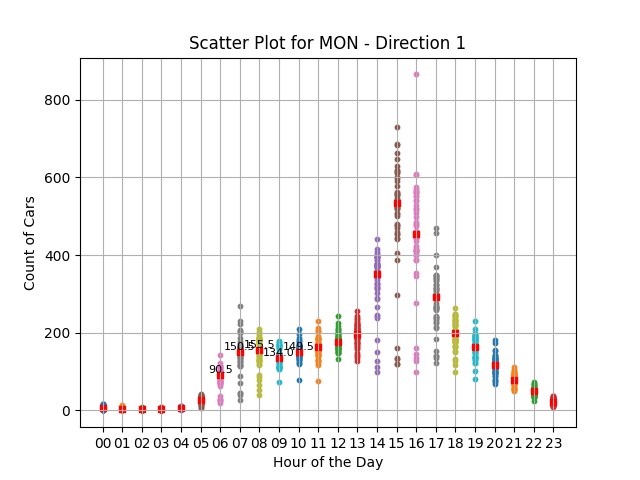 Scatter Plot for MON - Direction 1
Count of Cars
800
600
400
200
0
150.5
155.5
134.0
149.5
90.5
00 01 02 03 04 05 06 07 08 09 10 11 12 13 14 15 16 17 18 19 20 21 22 23
Hour of the Day